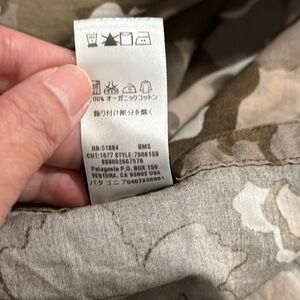 100% オーガニックコットン
飾り付け部分を除く
RN:51884 BMS
CUT:1577 STYLE:75061S9
Patagonia P.O. BOX 150
VENTURA, CA 93002 USA
パタゴニア